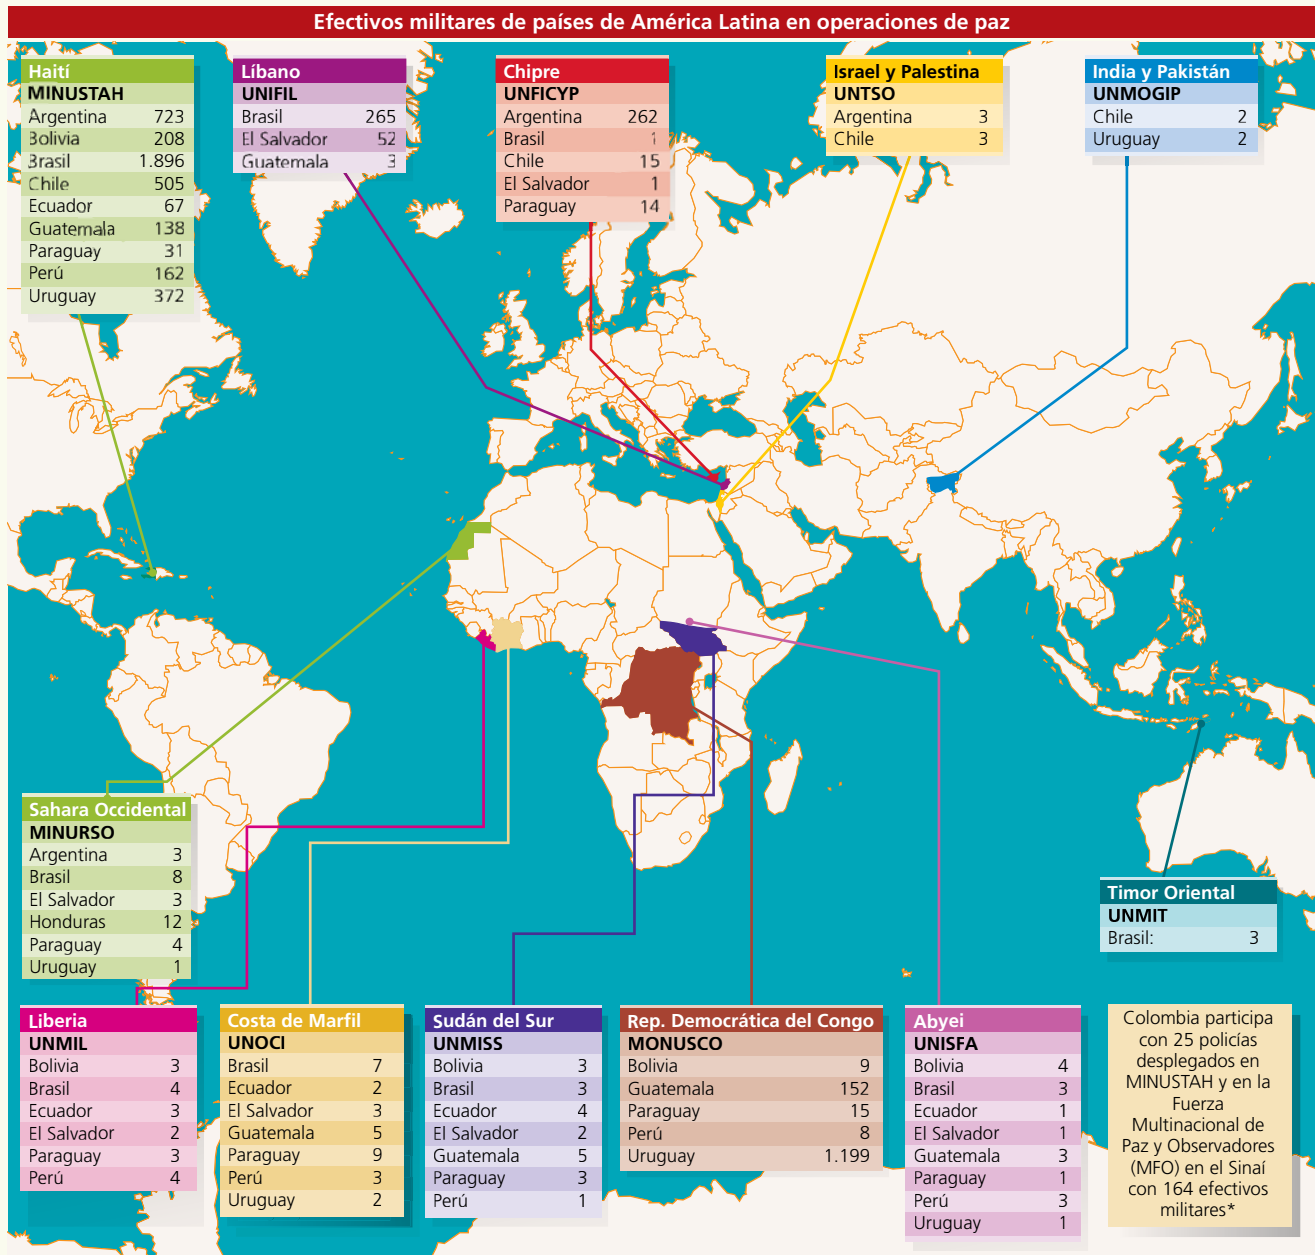 Efectivos militares de países de América Latina en operaciones de paz
Haití
MINUSTAH
Argentina 723
Bolivia 208
Brasil 1.896
Chile 505
Ecuador 67
Guatemala 138
Paraguay 31
Perú 162
Uruguay 372
Líbano
UNIFIL
Brasil 265
El Salvador 52
Guatemala 3
Chipre
UNFICYP
Argentina 262
Brasil 1
Chile 15
El Salvador 1
Paraguay 14
Israel y Palestina
UNTSO
Argentina 3
Chile 3
India y Pakistán
UNMOGIP
Chile 2
Uruguay 2
Sahara Occidental
MINURSO
Argentina 3
Brasil 8
El Salvador 3
Honduras 12
Paraguay 4
Uruguay 1
Timor Oriental
UNMIT
Brasil: 3
Liberia
UNMIL
Bolivia 3
Brasil 4
Ecuador 3
El Salvador 2
Paraguay 3
Perú 4
Costa de Marfil
UNOCI
Brasil 7
Ecuador 2
El Salvador 3
Guatemala 5
Paraguay 9
Perú 3
Uruguay 2
Sudán del Sur
UNMISS
Bolivia 3
Brasil 3
Ecuador 4
El Salvador 2
Guatemala 5
Paraguay 3
Perú 1
Rep. Democrática del Congo
MONUSCO
Bolivia 9
Guatemala 152
Paraguay 15
Perú 8
Uruguay 1.199
Abyei
UNISFA
Bolivia 4
Brasil 3
Ecuador 1
El Salvador 1
Guatemala 3
Paraguay 1
Perú 3
Uruguay 1
Colombia participa
con 25 policías
desplegados en
MINUSTAH y en la
Fuerza
Multinacional de
Paz y Observadores
(MFO) en el Sinaí
con 164 efectivos
militares*